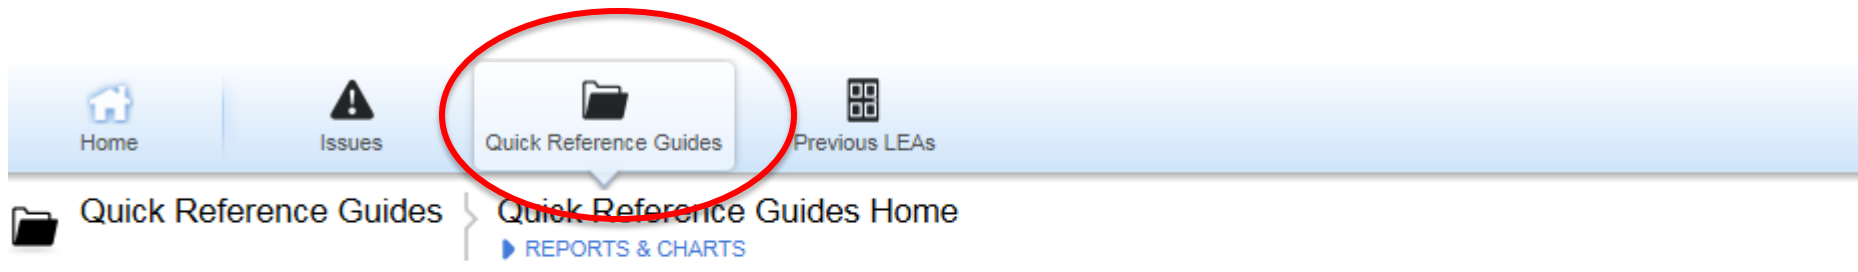 Home
Issues
Quick Reference Guides
Previous LEAs
Quick Reference Guides
Quick Reference Guides Home
REPORTS & CHARTS